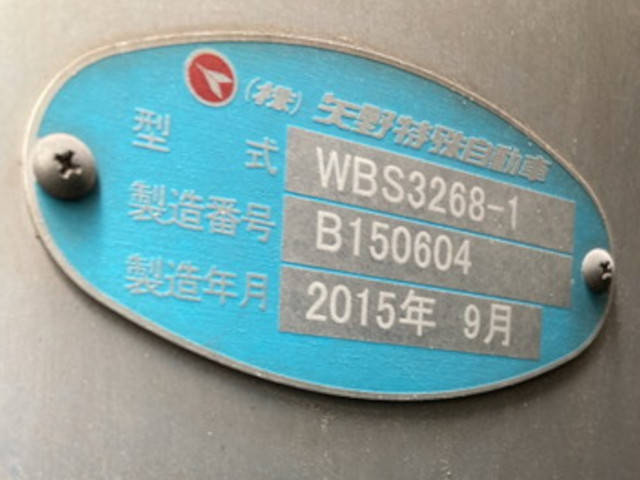 (株)矢野特殊自動車
型 式 WBS3268-1
製造番号 B150604
製造年月 2015年 9月